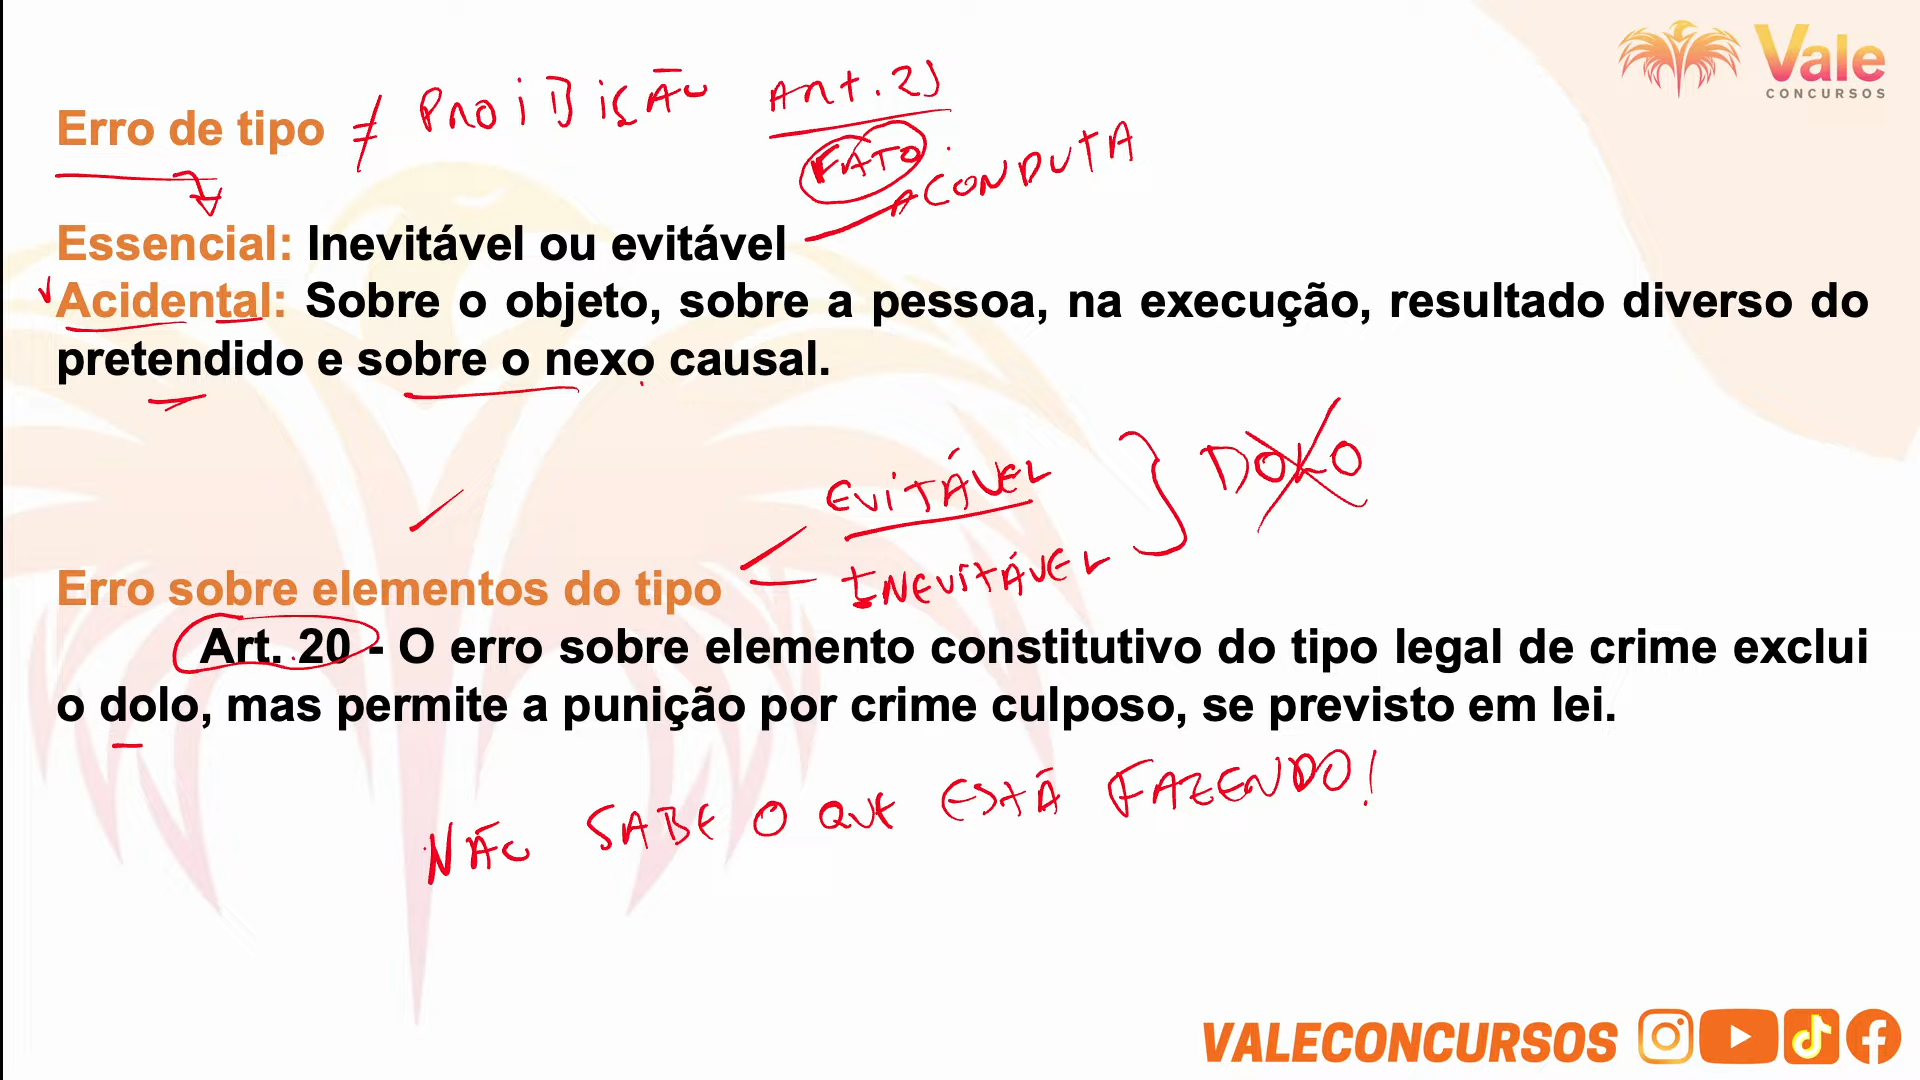 Vale
CONCURSOS
Erro de tipo ≠ PROIBIÇÃO ART. 21
FATO
CONDUTA
Essencial: Inevitável ou evitável
Acidental: Sobre o objeto, sobre a pessoa, na execução, resultado diverso do
pretendido e sobre o nexo causal.
EVITÁVEL
DOLO
INEVITÁVEL
Erro sobre elementos do tipo
Art. 20 - O erro sobre elemento constitutivo do tipo legal de crime exclui
o dolo, mas permite a punição por crime culposo, se previsto em lei.
NÃO SABE O QUE ESTÁ FAZENDO!
VALECONCURSOS